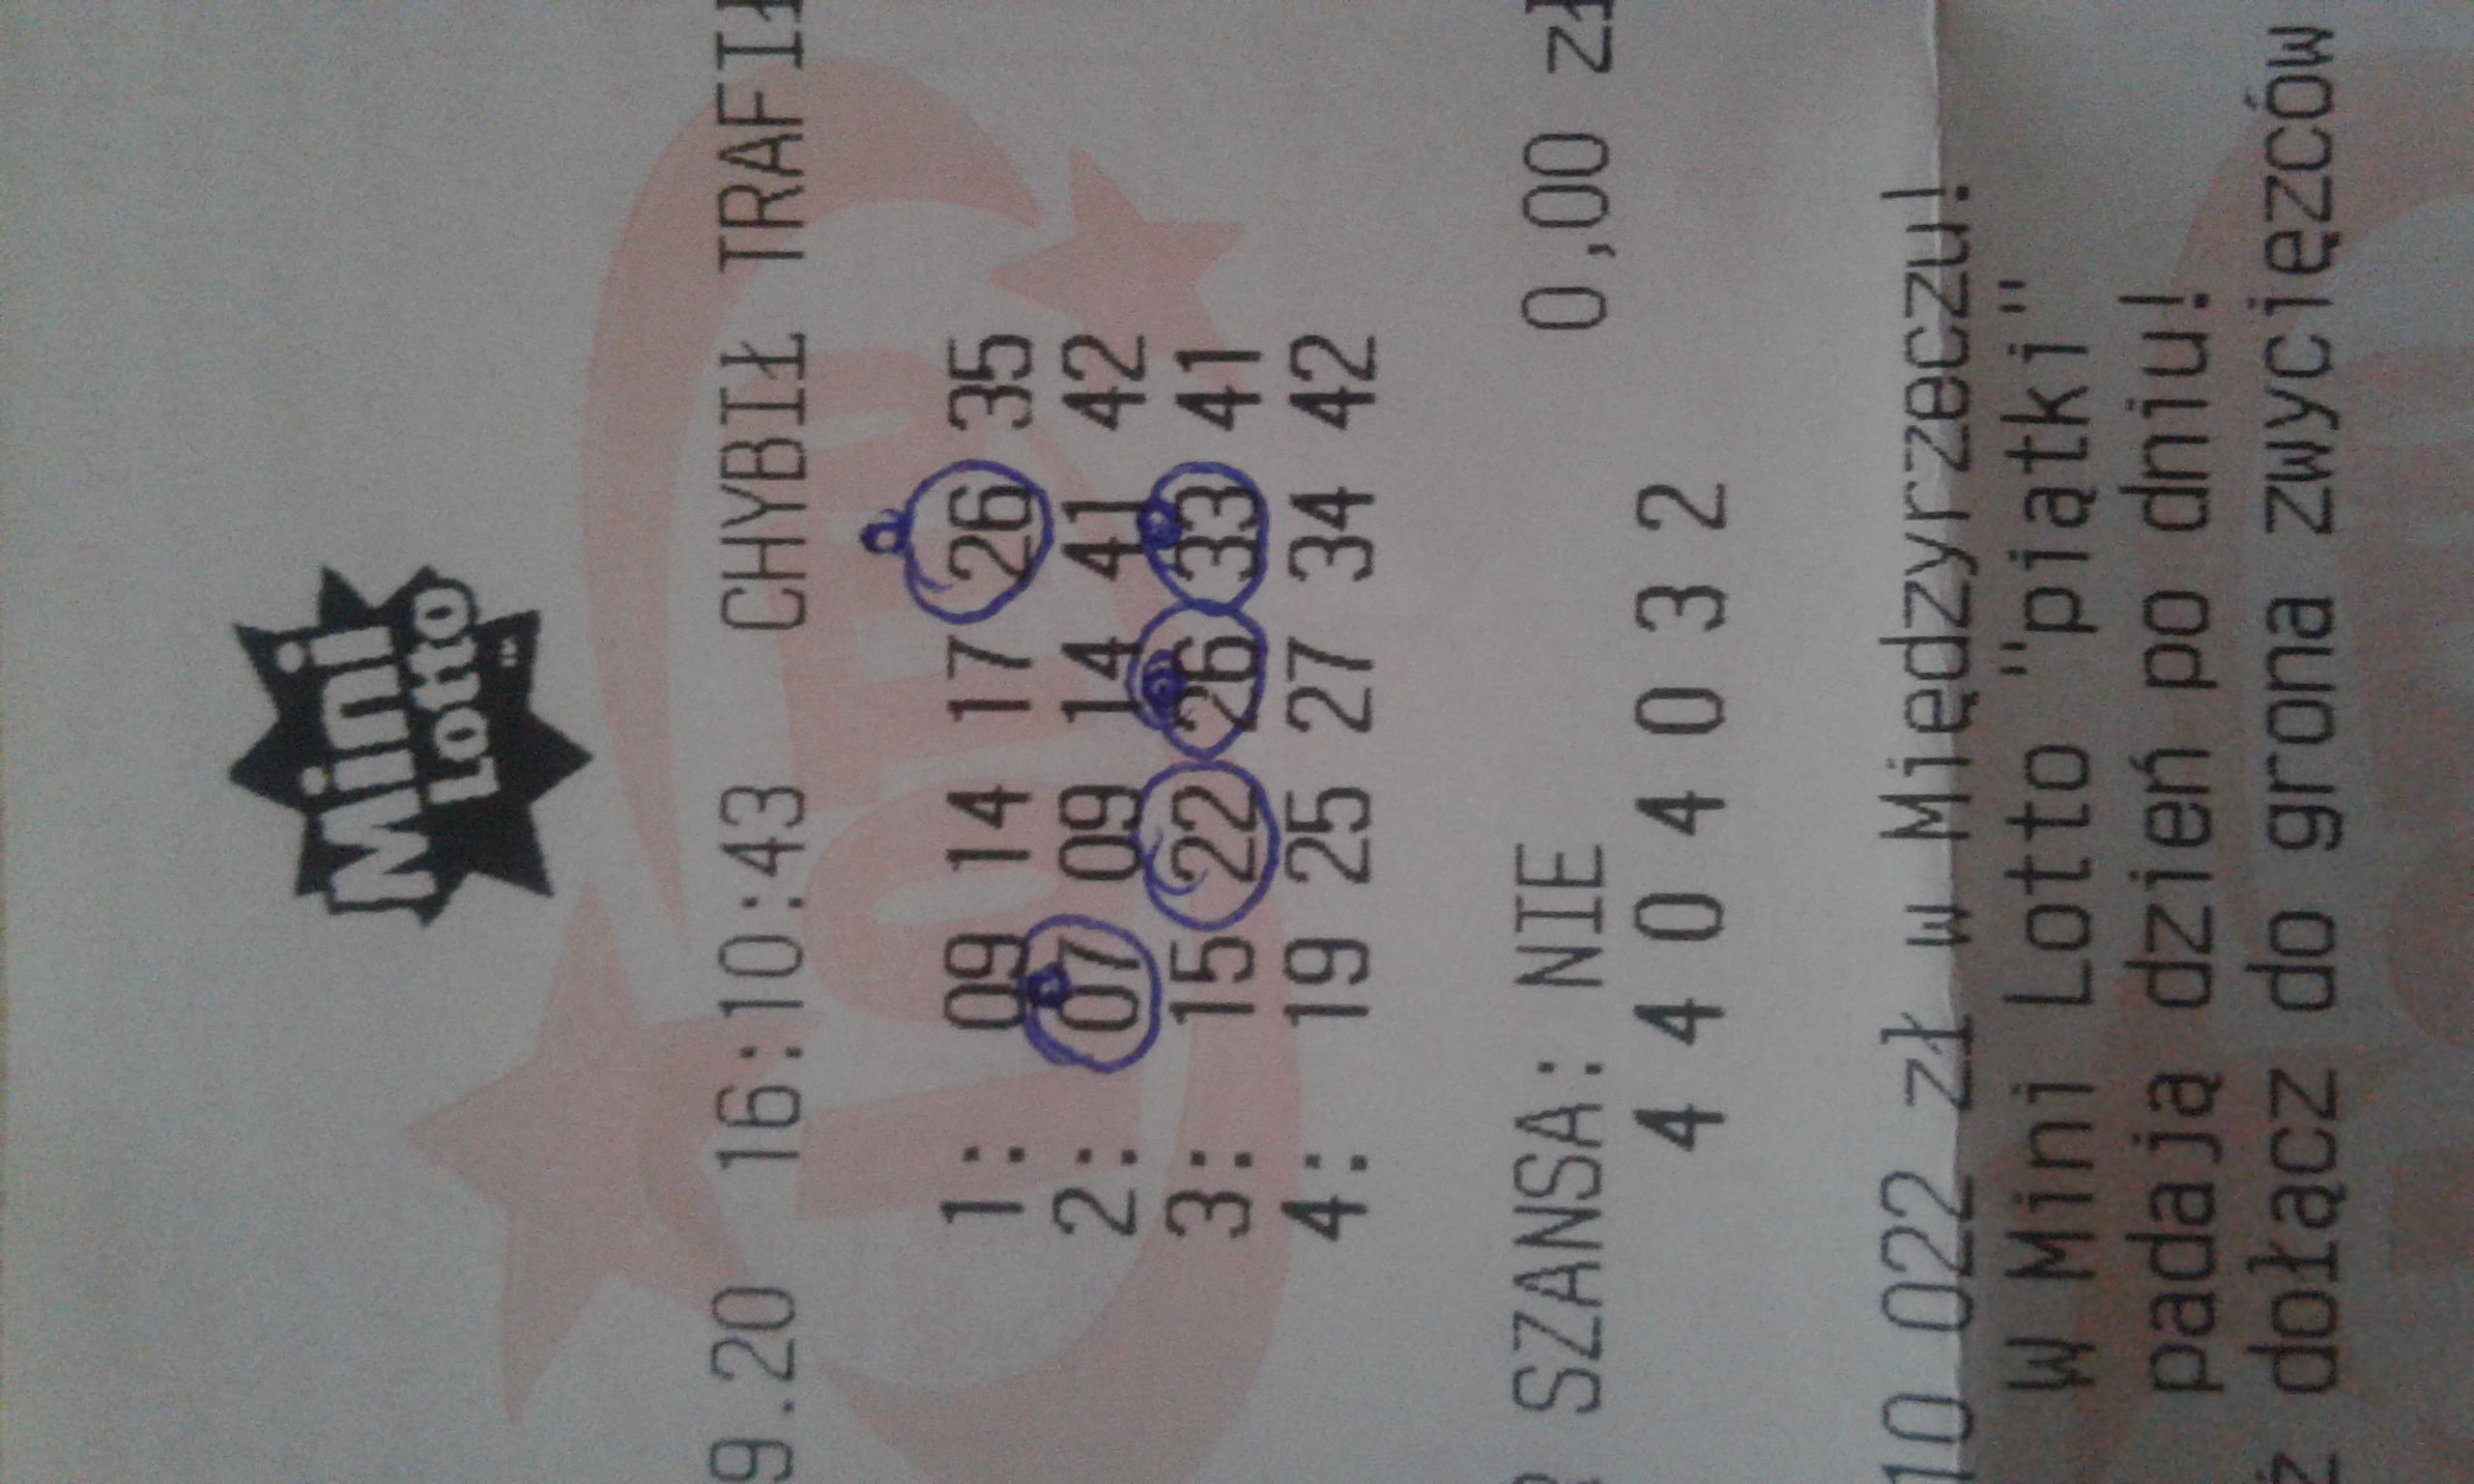 Mini
Lotto
9.20 16:10:43 CHYBIŁ TRAFIŁ
1: 09 14 17 26 35
2: 07 09 14 41 42
3: 15 22 26 33 41
4: 19 25 27 34 42
SZANSA: NIE 0,00 zł
4 4 0 4 0 3 2
10 022 zł w Międzyrzeczu!
W Mini Lotto "piątki"
padają dzień po dniu!
ż dołącz do grona zwycięzców